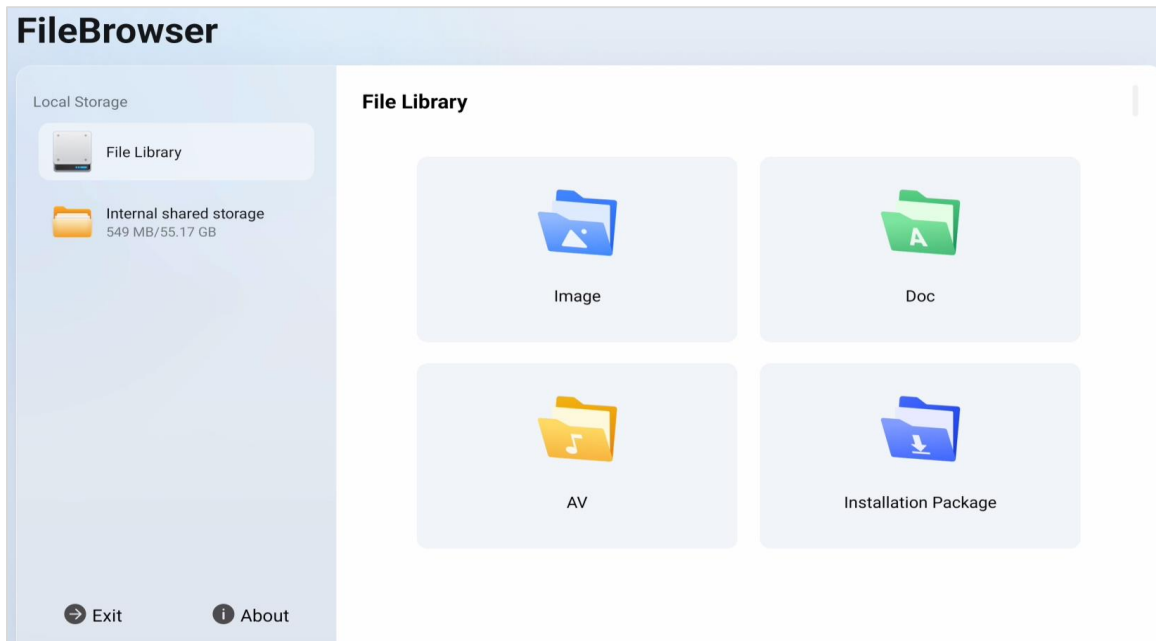 FileBrowser
Local Storage
File Library
Internal shared storage
549 MB/55.17 GB
Exit
About
File Library
Image
Doc
A
AV
Installation Package